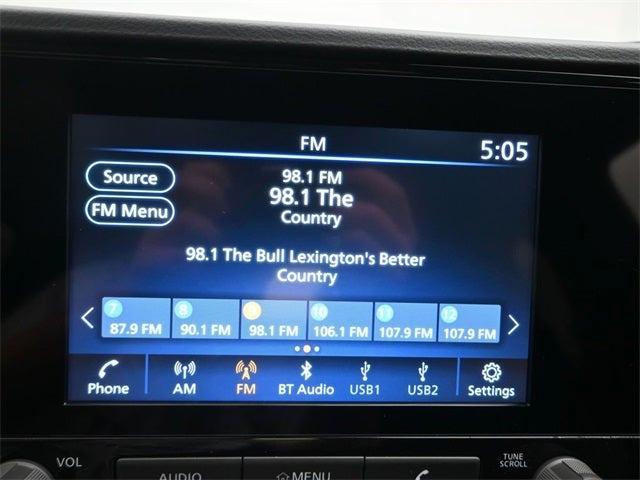 FM
5:05
Source
98.1 FM
98.1 The
FM Menu
Country
98.1 The Bull Lexington's Better
Country
7 8 9 10 11 12
87.9 FM 90.1 FM 98.1 FM 106.1 FM 107.9 FM 107.9 FM
Phone AM FM BT Audio USB1 USB2 Settings
VOL
AUDIO
MENU
TUNE
SCROLL